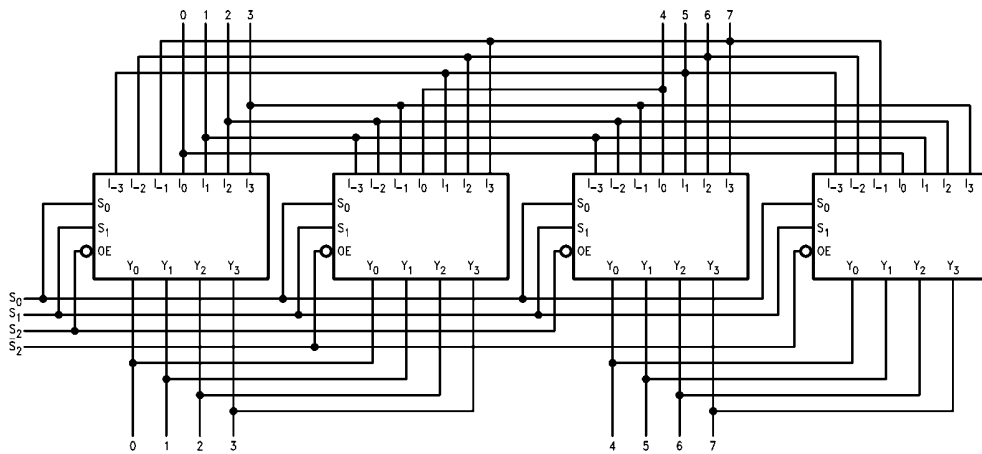 0 1 2 3 4 5 6 7
I-3 I-2 I-1 I0 I1 I2 I3 I-3 I-2 I-1 I0 I1 I2 I3 I-3 I-2 I-1 I0 I1 I2 I3 I-3 I-2 I-1 I0 I1 I2 I3
S0 S0 S0 S0
S1 S1 S1 S1
OE OE OE OE
Y0 Y1 Y2 Y3 Y0 Y1 Y2 Y3 Y0 Y1 Y2 Y3 Y0 Y1 Y2 Y3
S0
S1
S2
S̅2
0 1 2 3 4 5 6 7